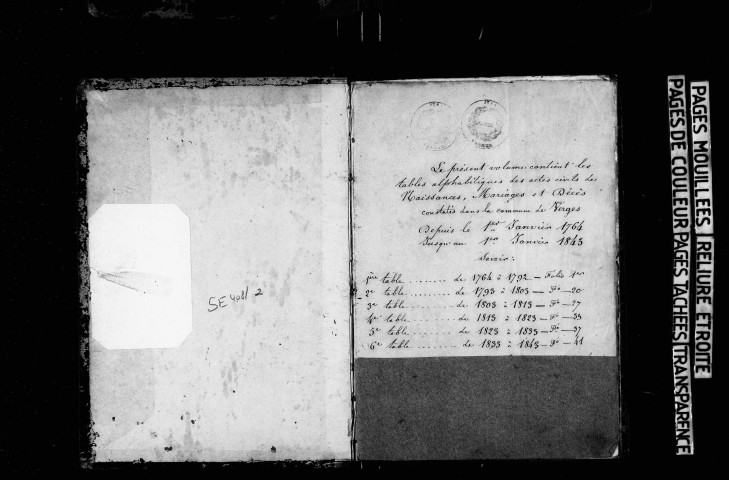 5E 408/2
Le présent volume contient les
tables alphabétiques des actes civils de
Naissances, Mariages et Décès
constatés dans la commune de Verges
Depuis le 1er Janvier 1764
Jusqu'au 1er Janvier 1843
Savoir:
1ère table ........ de 1764 à 1792 — Folio 1er
2e table ........ de 1793 à 1803 — Fo — 20
3e table ........ de 1803 à 1813 — Fo — 27
4e table ........ de 1813 à 1823 — Fo — 33
5e table ........ de 1823 à 1833 — Fo — 37
6e table ........ de 1833 à 1843 — Fo — 41
PAGES MOUILLEES RELIURE ETROITE
PAGES DE COULEUR PAGES TACHEES TRANSPARENCE